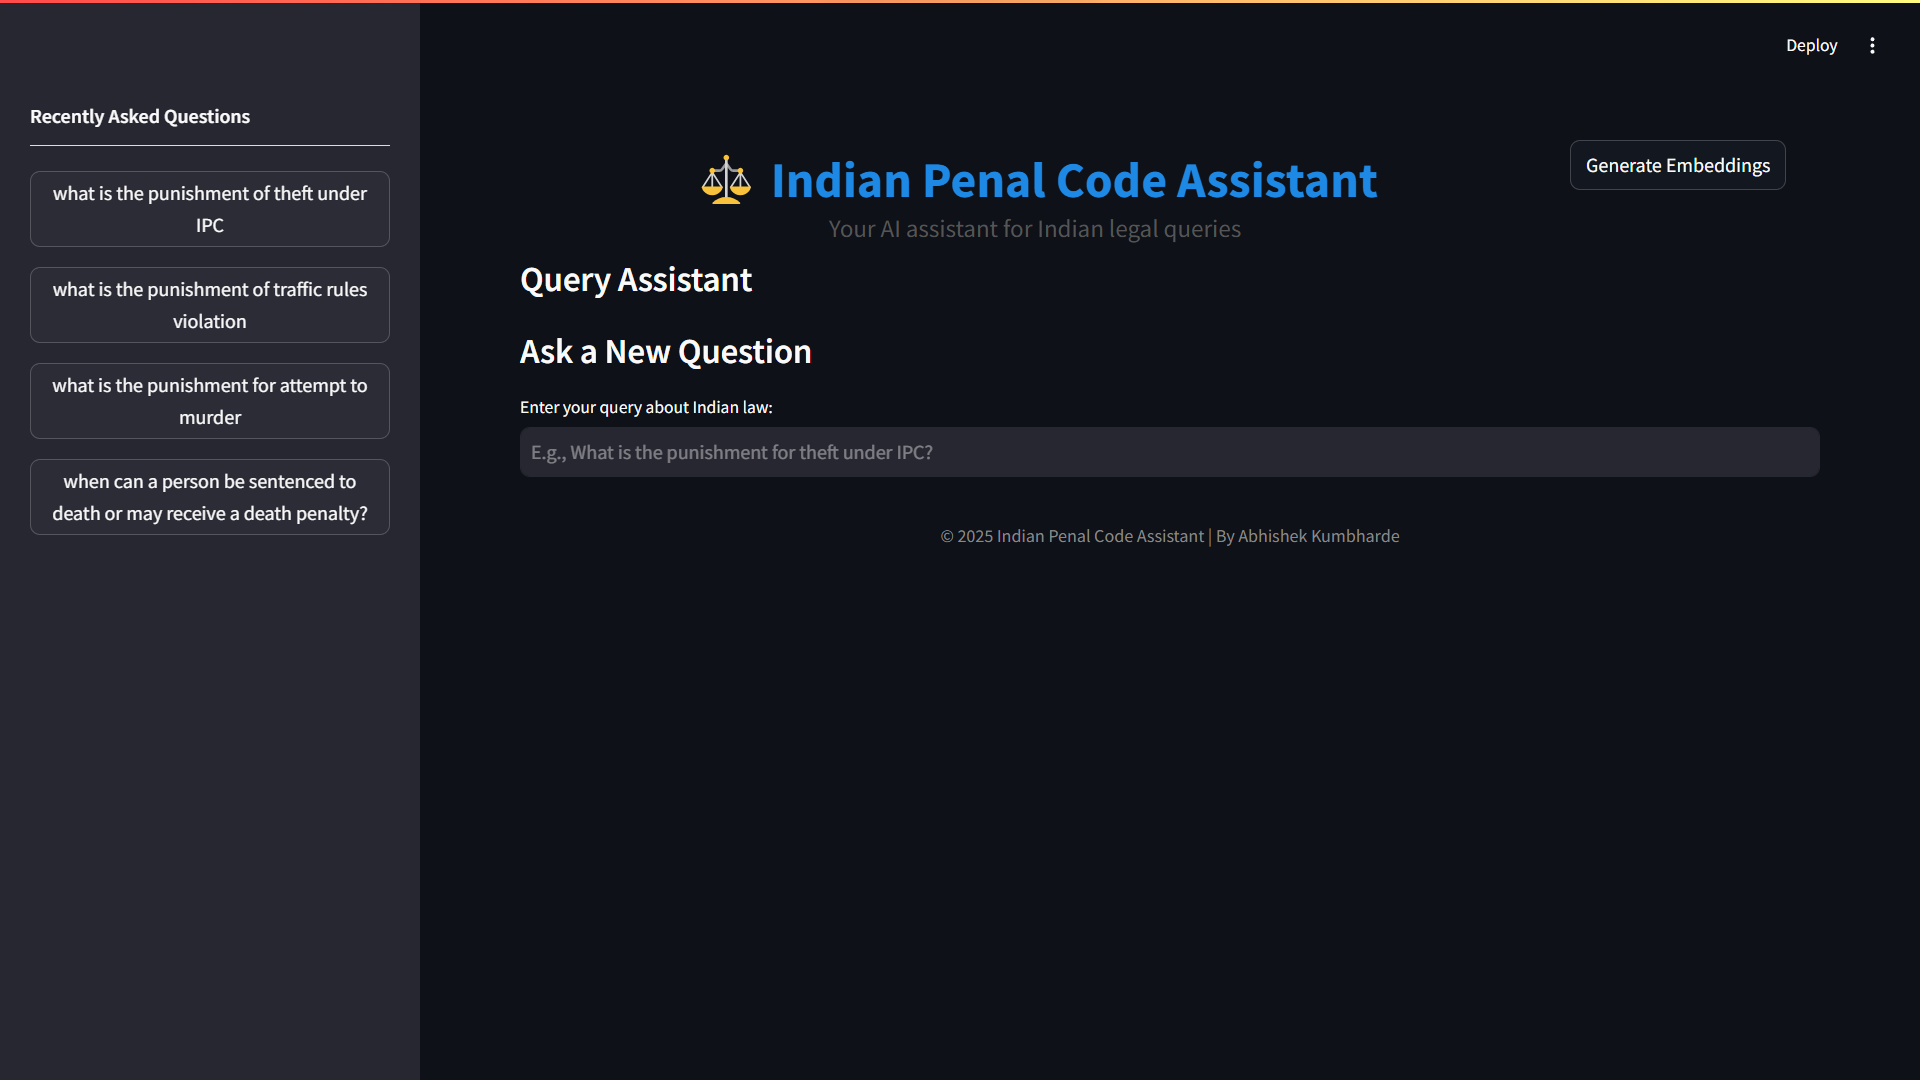 Deploy
Recently Asked Questions
what is the punishment of theft under
IPC
what is the punishment of traffic rules
violation
what is the punishment for attempt to
murder
when can a person be sentenced to
death or may receive a death penalty?
Indian Penal Code Assistant
Generate Embeddings
Your AI assistant for Indian legal queries
Query Assistant
Ask a New Question
Enter your query about Indian law:
E.g., What is the punishment for theft under IPC?
© 2025 Indian Penal Code Assistant | By Abhishek Kumbharde